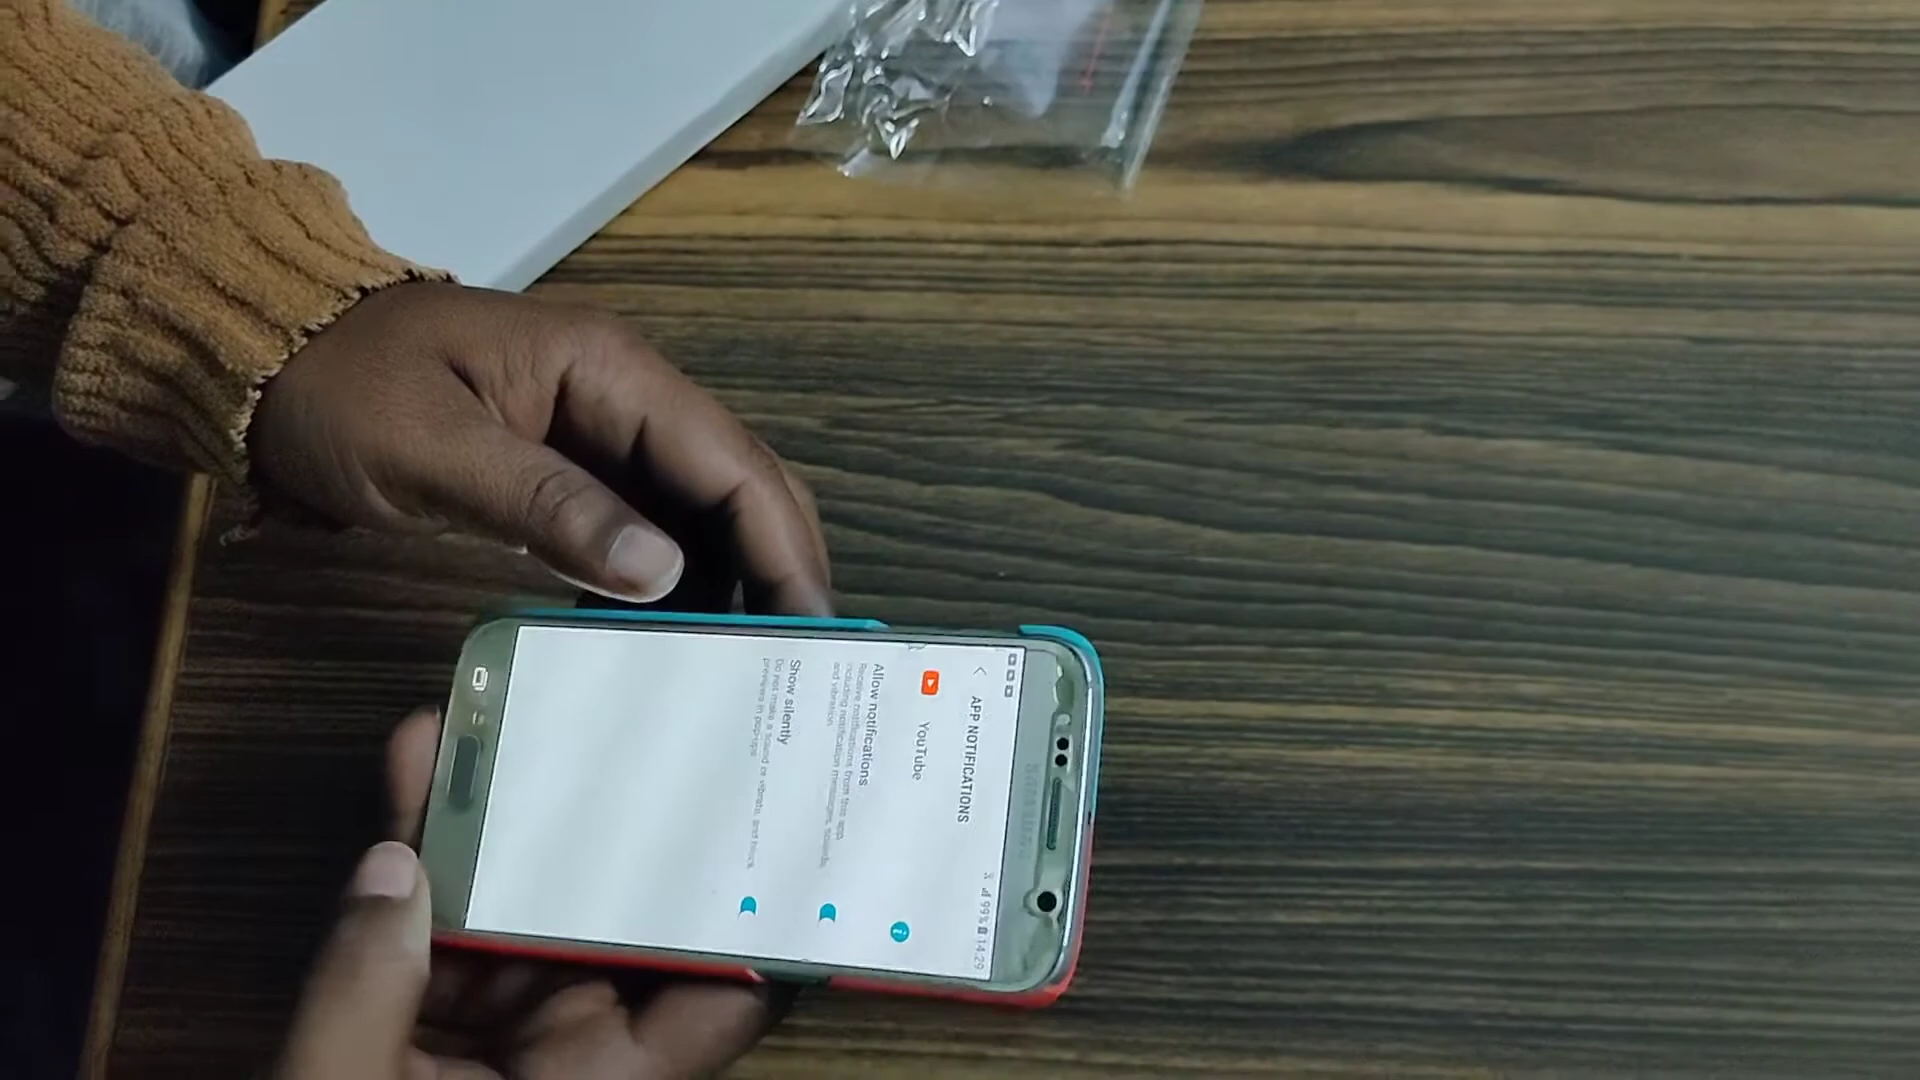 99% 14:29
APP NOTIFICATIONS
YouTube
Allow notifications
Receive notifications from this app,
including notification messages, sounds,
and vibration.
Show silently
Do not make a sound or vibrate, and block
previews in pop-ups.
SAMSUNG